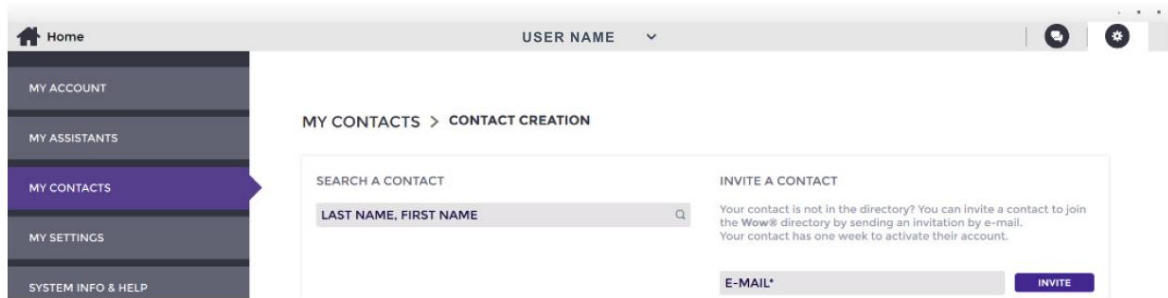 Home
USER NAME
MY ACCOUNT
MY ASSISTANTS
MY CONTACTS
MY SETTINGS
SYSTEM INFO & HELP
MY CONTACTS > CONTACT CREATION
SEARCH A CONTACT
LAST NAME, FIRST NAME
INVITE A CONTACT
Your contact is not in the directory? You can invite a contact to join
the Wow® directory by sending an invitation by e-mail.
Your contact has one week to activate their account.
E-MAIL*
INVITE